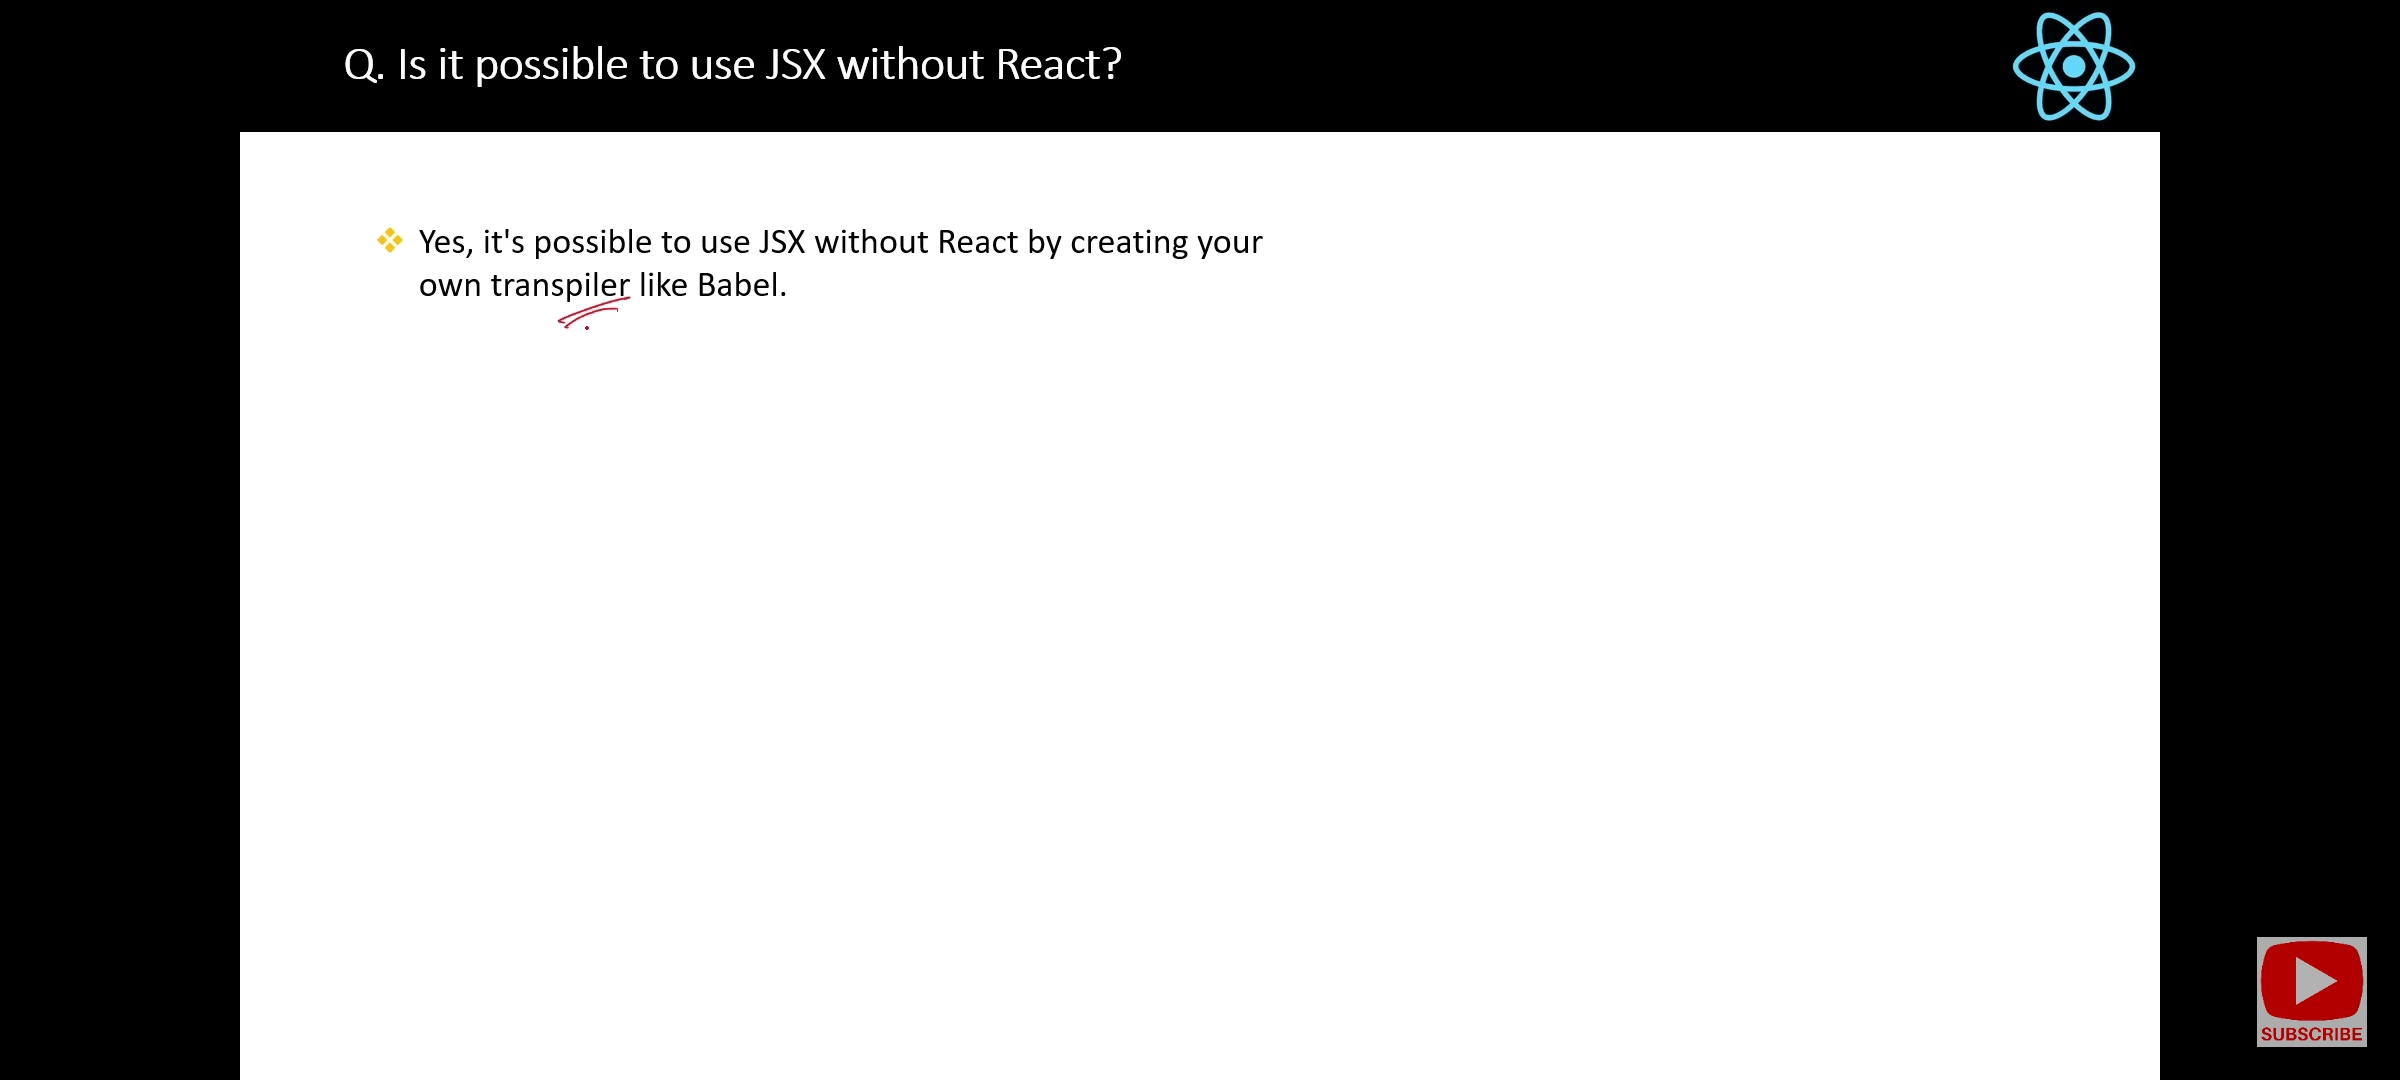 Q. Is it possible to use JSX without React?
Yes, it's possible to use JSX without React by creating your
own transpiler like Babel.
SUBSCRIBE